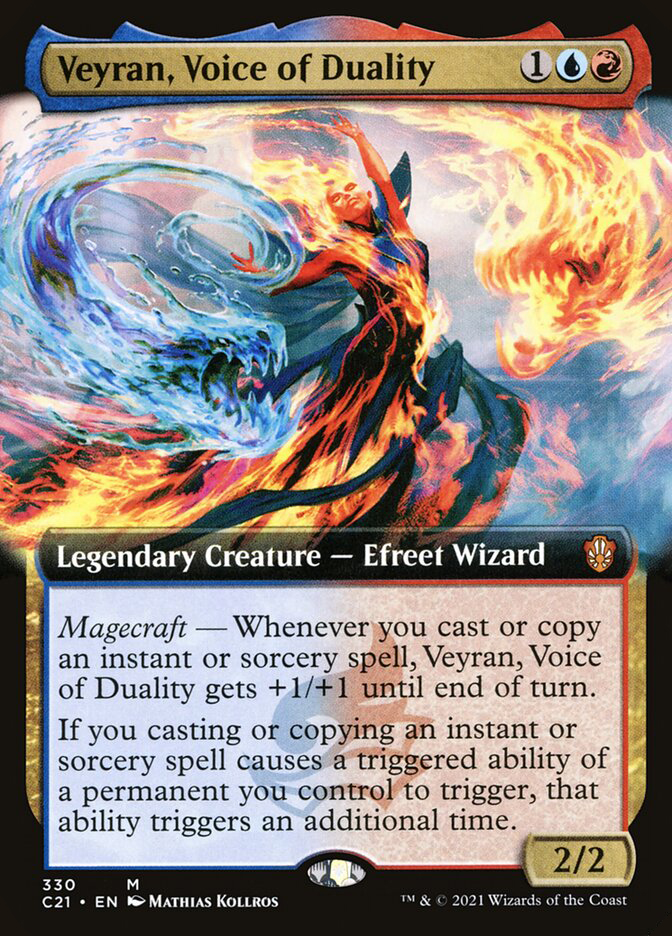 Veyran, Voice of Duality 1
Legendary Creature — Efreet Wizard
Magecraft — Whenever you cast or copy
an instant or sorcery spell, Veyran, Voice
of Duality gets +1/+1 until end of turn.
If you casting or copying an instant or
sorcery spell causes a triggered ability of
a permanent you control to trigger, that
ability triggers an additional time.
2/2
330 M
C21 • EN Mathias Kollros
™ & © 2021 Wizards of the Coast